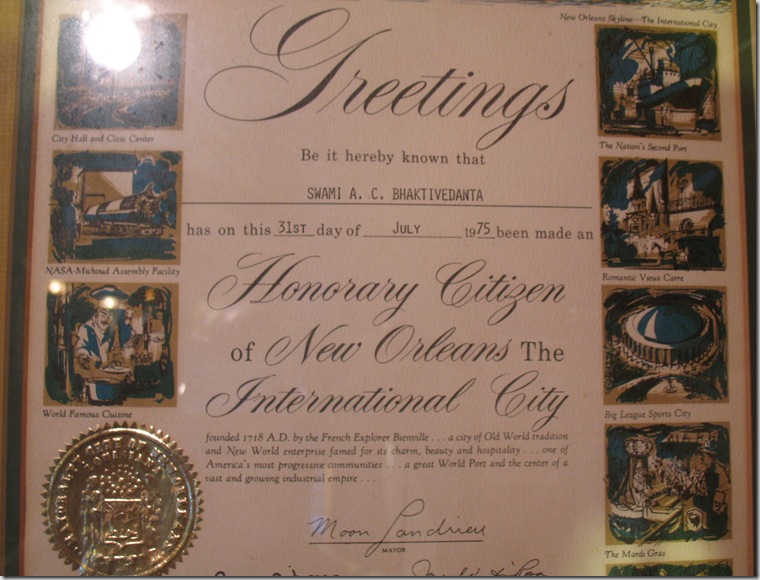 New Orleans Skyline—The International City
Greetings
City Hall and Civic Center
The Nation's Second Port
Be it hereby known that
SWAMI A. C. BHAKTIVEDANTA
has on this 31ST day of JULY 1975 been made an
NASA-Michoud Assembly Facility
Romantic Vieux Carre
Honorary Citizen
of New Orleans The
International City
World Famous Cuisine
Big League Sports City
founded 1718 A.D. by the French Explorer Bienville . . . a city of Old World tradition
and New World enterprise famed for its charm, beauty and hospitality . . . one of
America's most progressive communities . . . a great World Port and the center of a
vast and growing industrial empire . . .
Moon Landrieu
MAYOR
The Mardi Gras